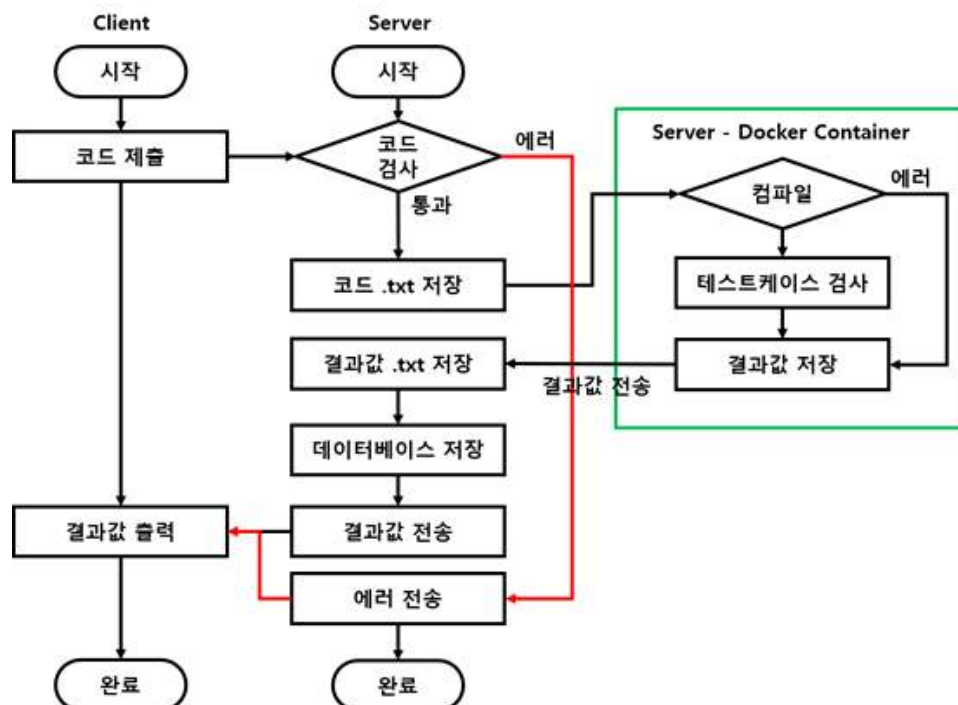 Client
Server
시작
시작
Server - Docker Container
코드 제출
코드
검사
에러
통과
컴파일
에러
코드 .txt 저장
테스트케이스 검사
결과값 .txt 저장
결과값 전송
결과값 저장
데이터베이스 저장
결과값 출력
결과값 전송
에러 전송
완료
완료